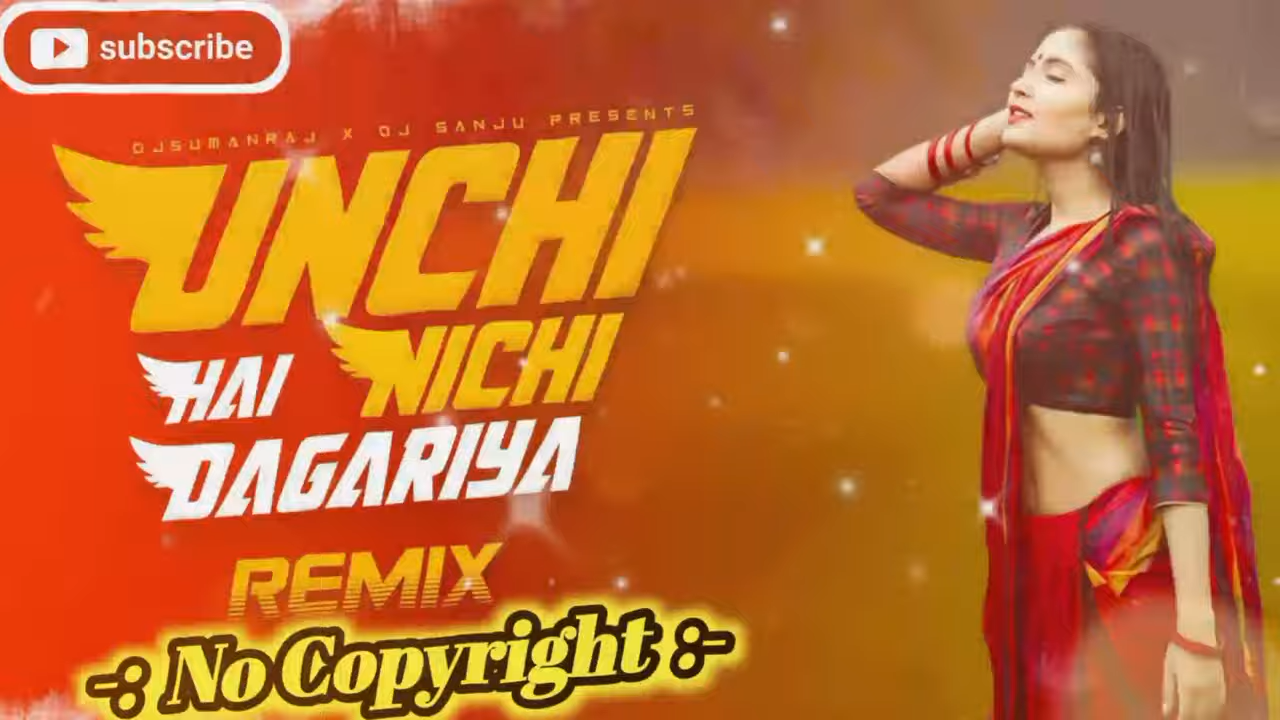 subscribe
DJSUMANRAJ X DJ SANJU PRESENTS
UNCHI
HAI NICHI
DAGARIYA
REMIX
-: No Copyright :-